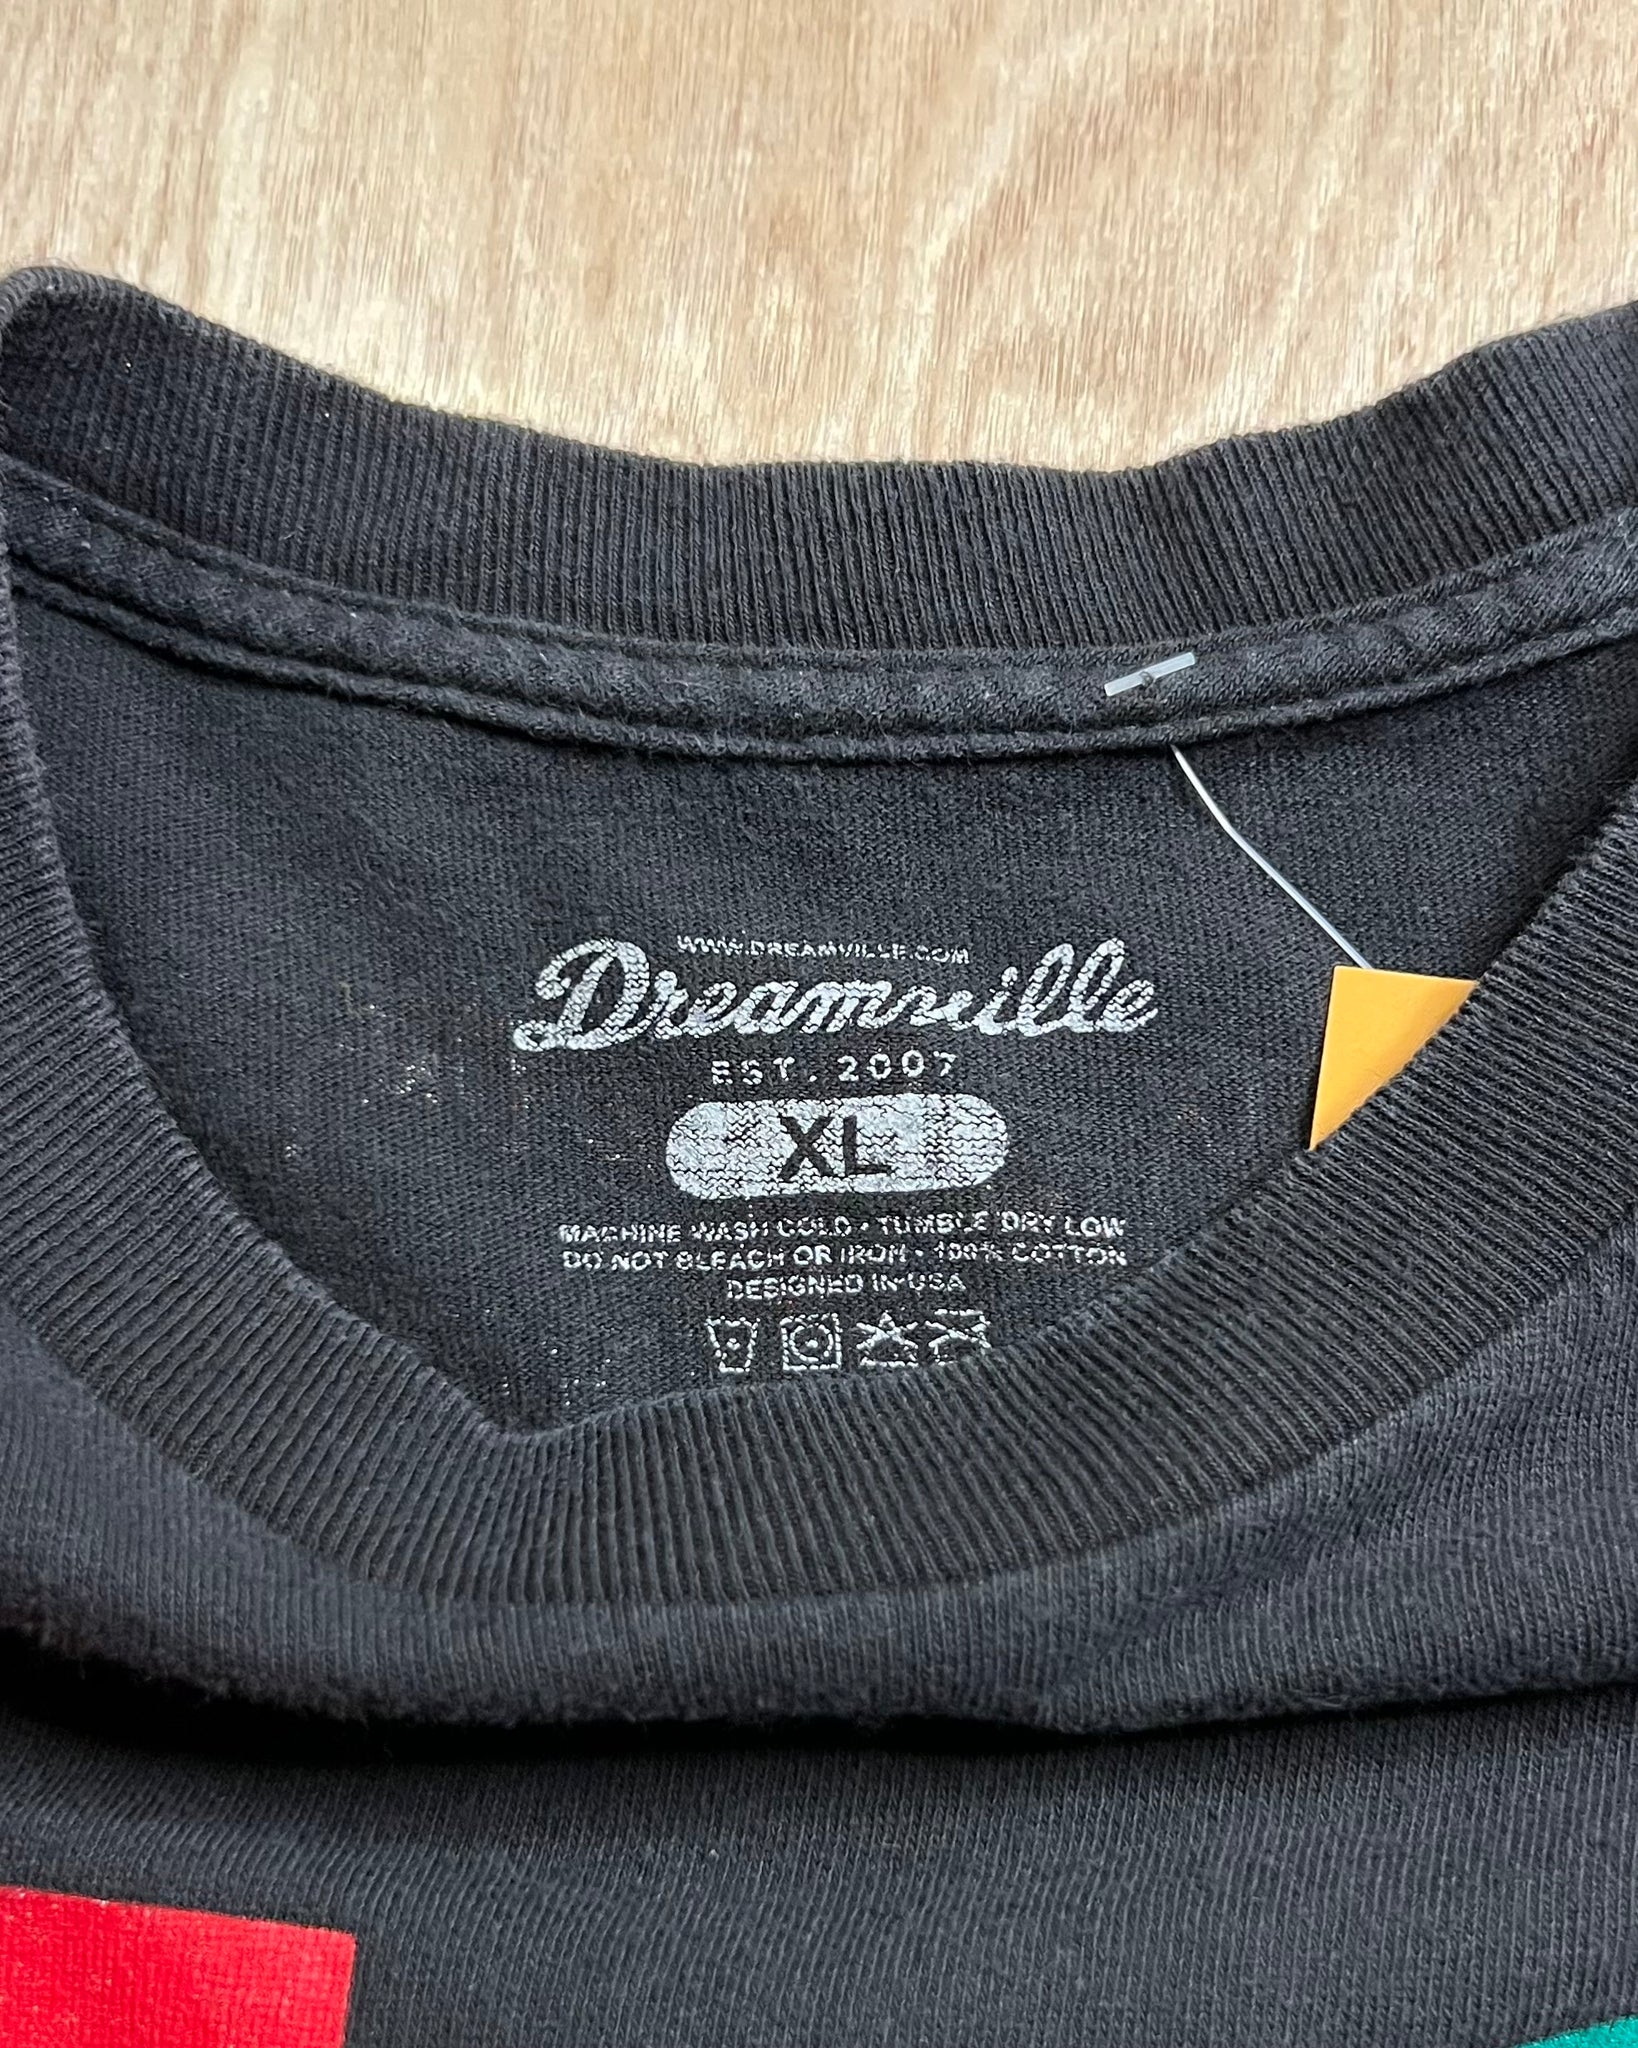 WWW.DREAMVILLE.COM
Dreamville
EST. 2007
XL
MACHINE WASH COLD • TUMBLE DRY LOW
DO NOT BLEACH OR IRON • 100% COTTON
DESIGNED IN USA